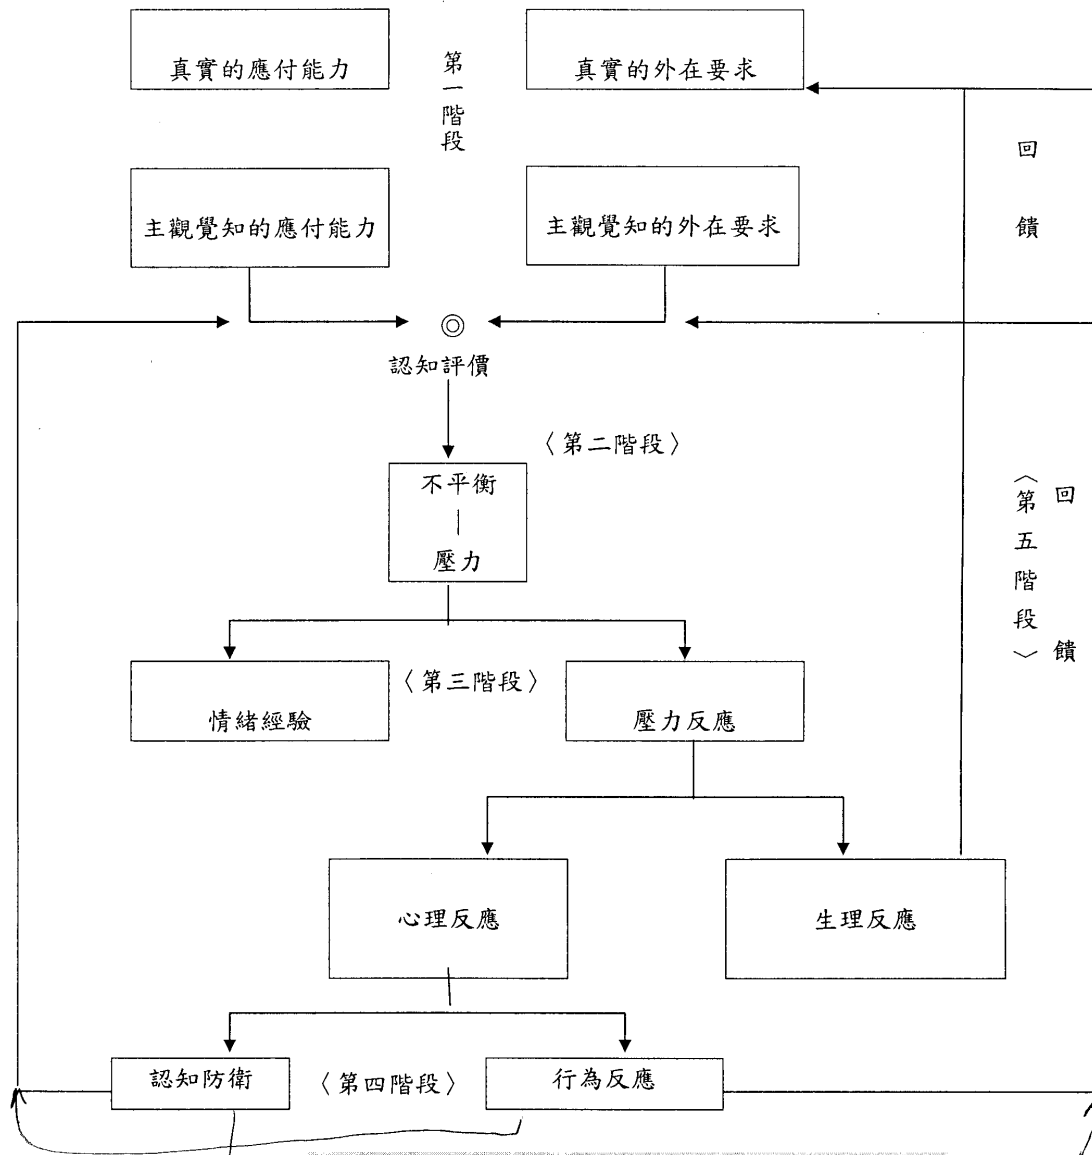 真實的應付能力
第一階段
真實的外在要求
回饋
主觀覺知的應付能力
主觀覺知的外在要求
◎
認知評價
〈第二階段〉
不平衡
|
壓力
回饋
〈第五階段〉
〈第三階段〉
情緒經驗
壓力反應
心理反應
生理反應
認知防衛
〈第四階段〉
行為反應